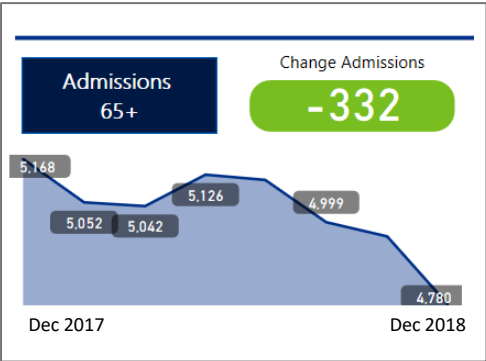 Change Admissions
Admissions
65+
-332
5,168
5,052
5,042
5,126
4,999
4,780
Dec 2017
Dec 2018